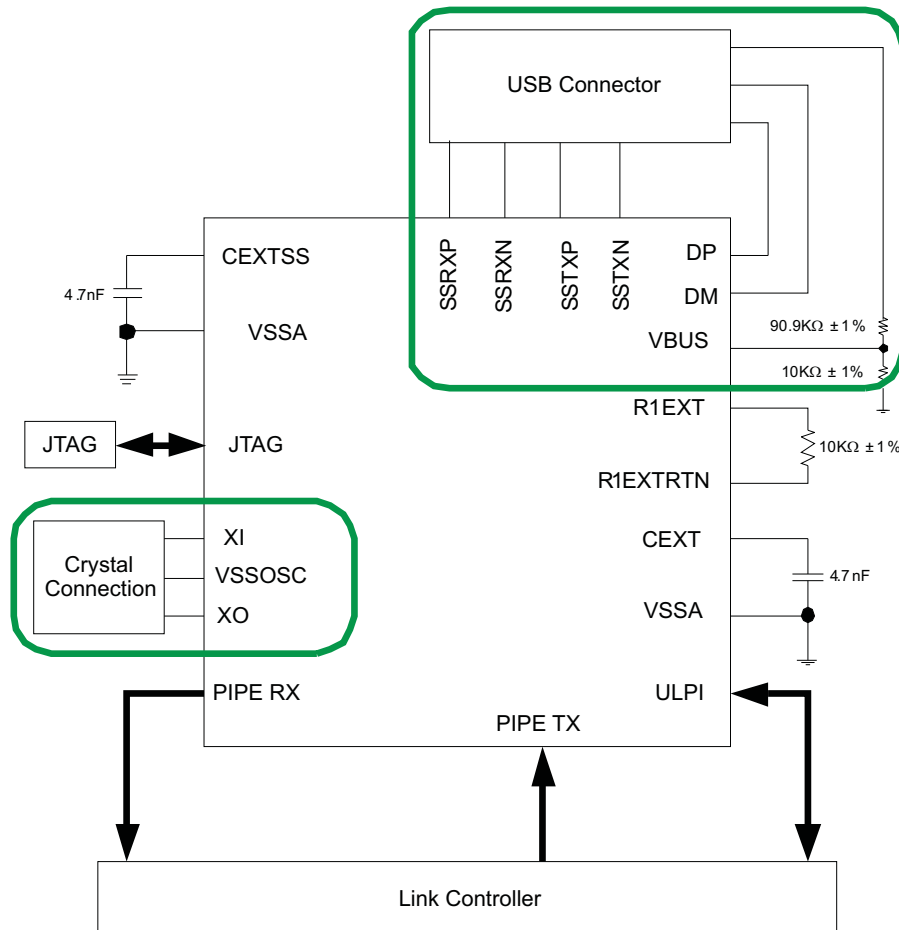 USB Connector
SSRXP
SSRXN
SSTXP
SSTXN
CEXTSS
DP
4.7nF
DM
VSSA
90.9KΩ ±1%
VBUS
10KΩ ±1%
R1EXT
JTAG
JTAG
10KΩ ±1%
R1EXTRTN
XI
CEXT
Crystal
Connection
VSSOSC
4.7nF
XO
VSSA
PIPE RX
ULPI
PIPE TX
Link Controller